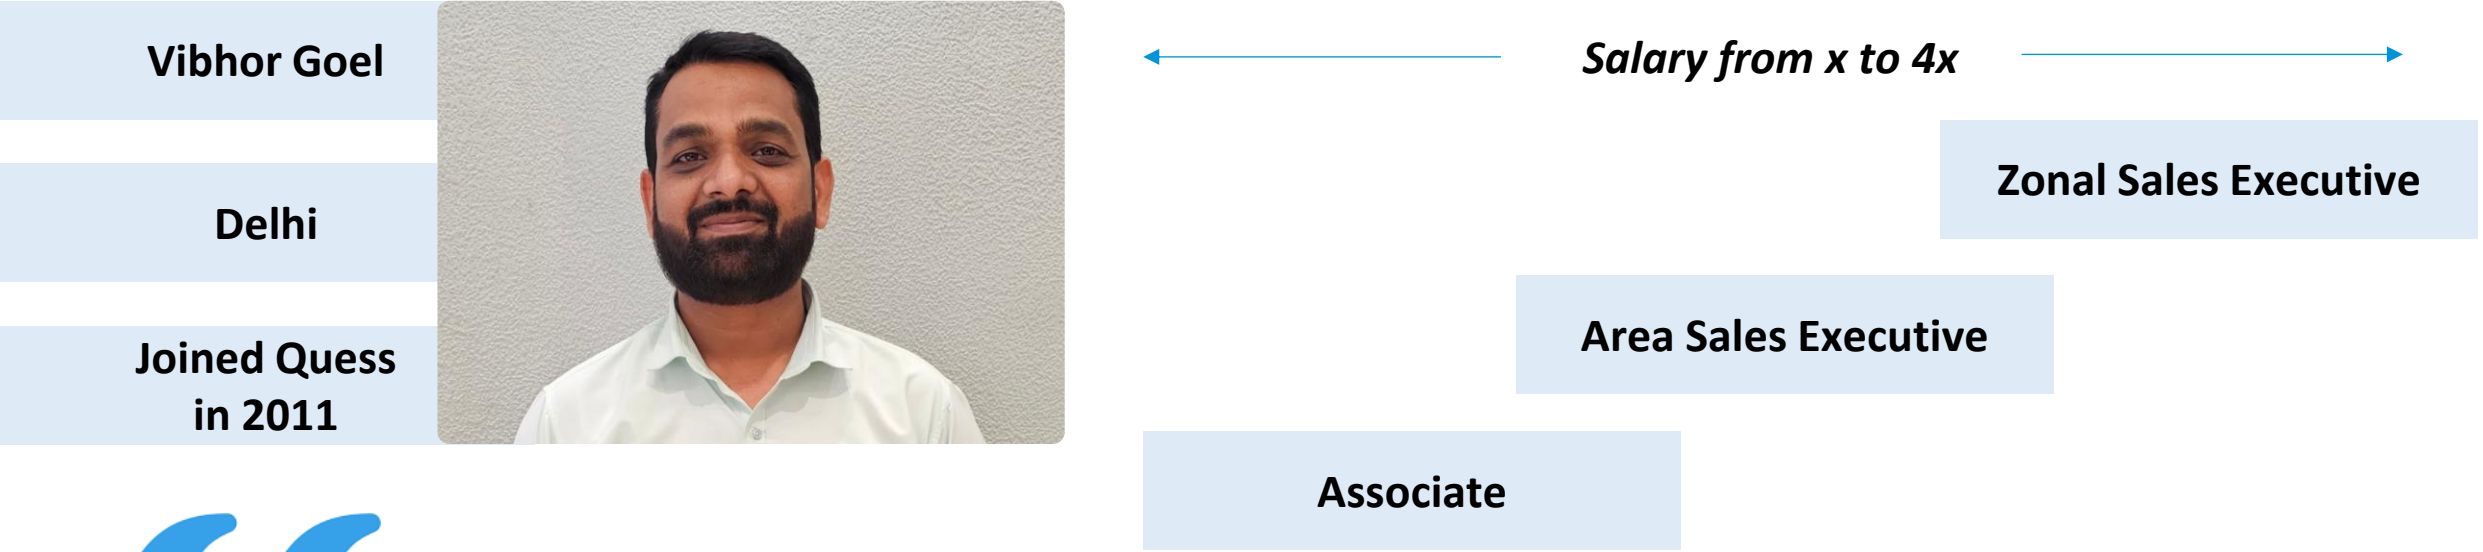 Vibhor Goel
Delhi
Joined Quess
in 2011
Salary from x to 4x
Zonal Sales Executive
Area Sales Executive
Associate